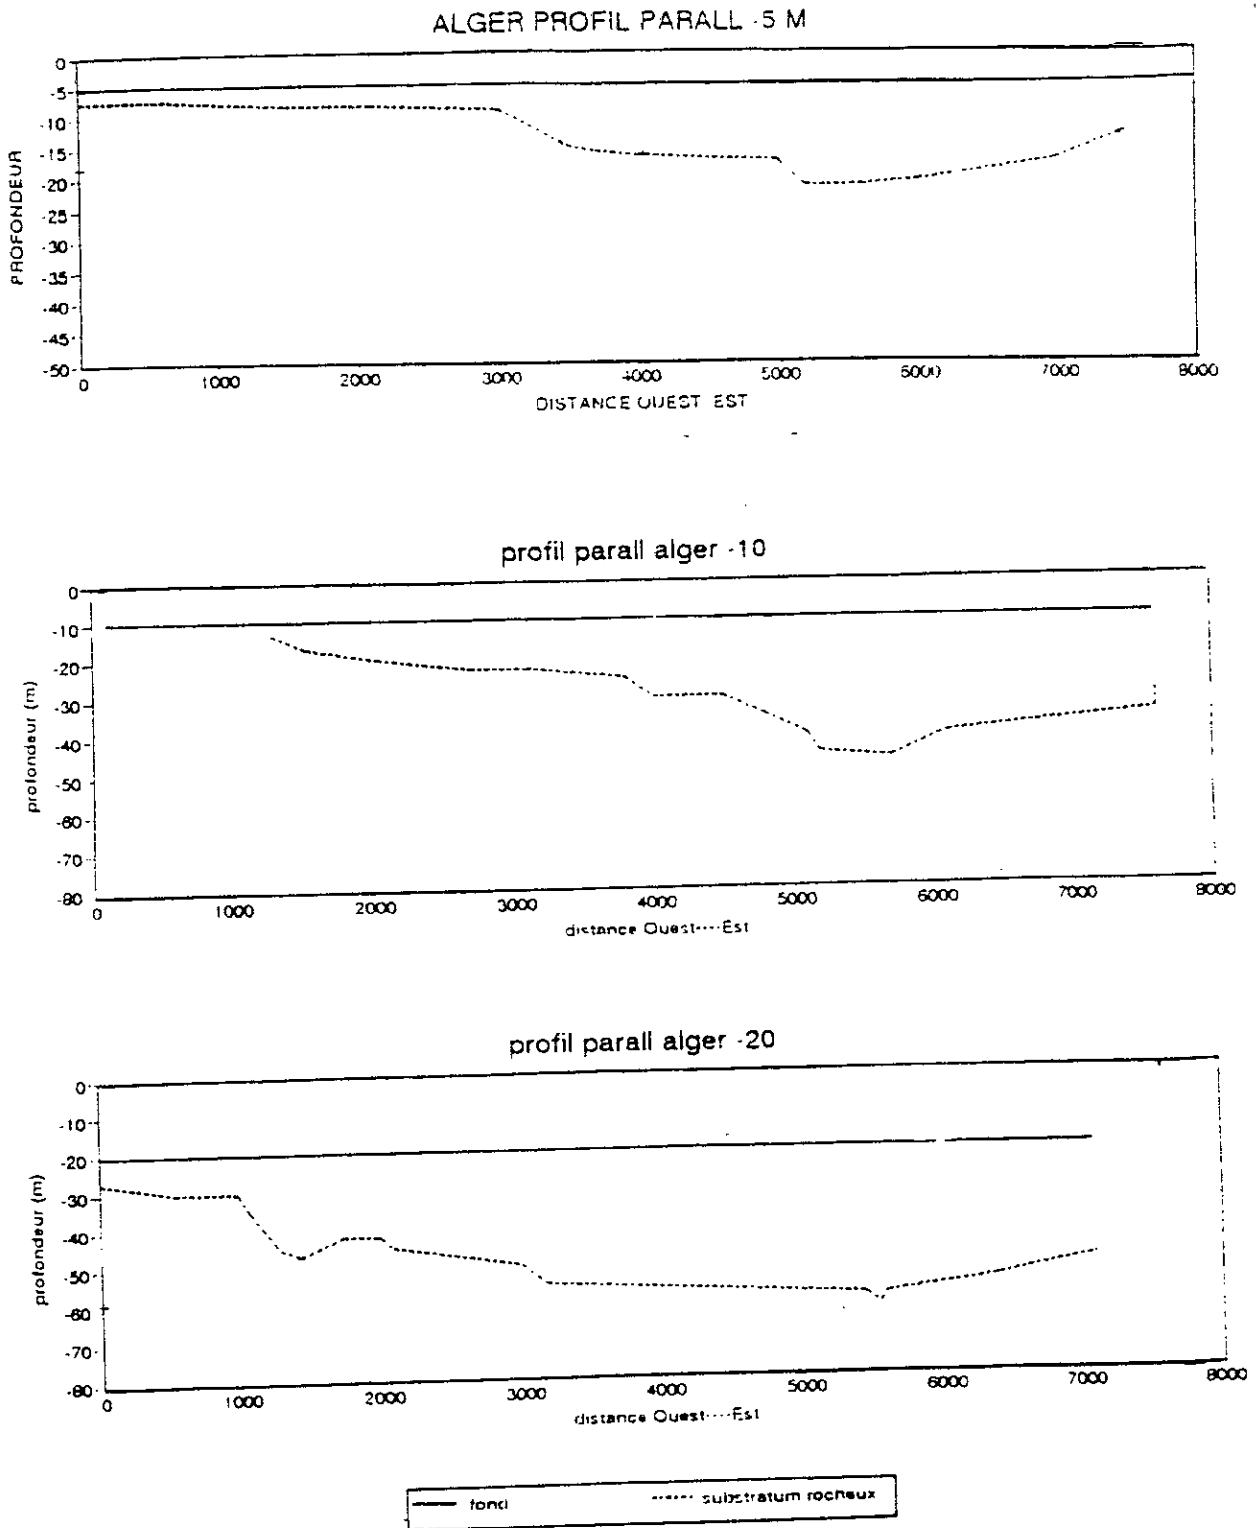 ALGER PROFIL PARALL -5 M
0
-5
-10
-15
-20
-25
-30
-35
-40
-45
-50
PROFONDEUR
0 1000 2000 3000 4000 5000 6000 7000 8000
DISTANCE OUEST EST
profil parall alger -10
0
-10
-20
-30
-40
-50
-60
-70
-80
profondeur (m)
0 1000 2000 3000 4000 5000 6000 7000 8000
distance Ouest----Est
profil parall alger -20
0
-10
-20
-30
-40
-50
-60
-70
-80
profondeur (m)
0 1000 2000 3000 4000 5000 6000 7000 8000
distance Ouest----Est
fond substratum rocheux